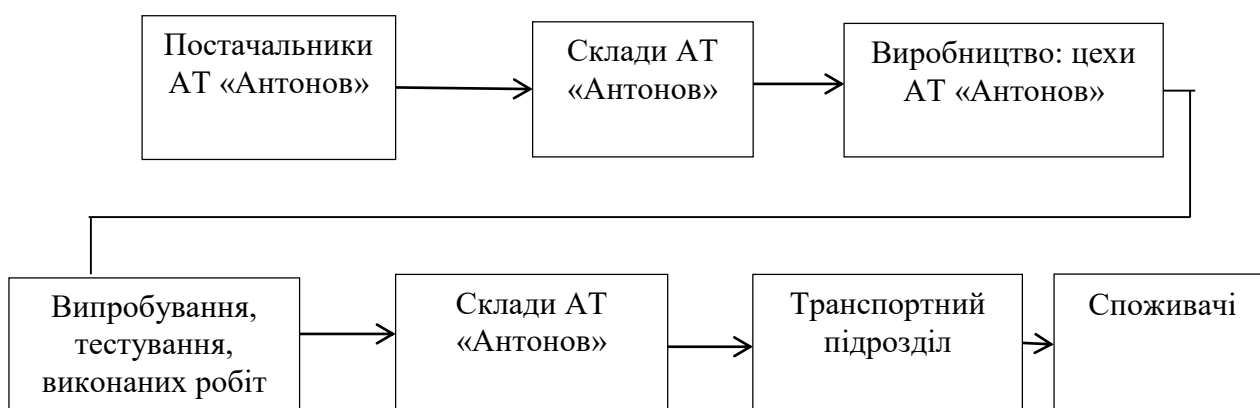 Постачальники
АТ «Антонов»
Склади АТ
«Антонов»
Виробництво: цехи
АТ «Антонов»
Випробування,
тестування,
виконаних робіт
Склади АТ
«Антонов»
Транспортний
підрозділ
Споживачі